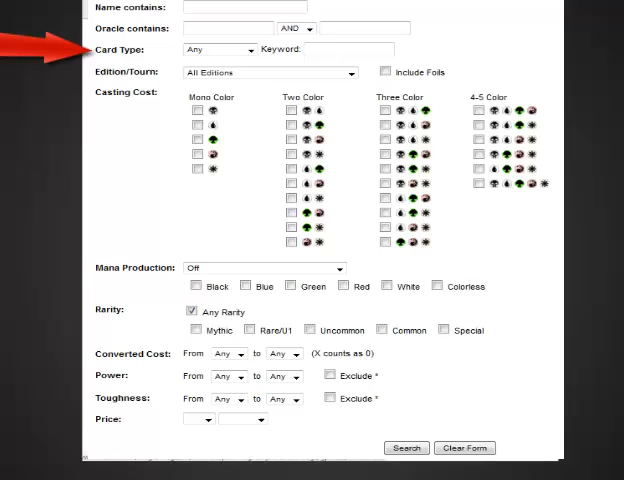 Name contains:
Oracle contains: AND
Card Type: Any Keyword:
Edition/Tourn: All Editions Include Foils
Casting Cost: Mono Color Two Color Three Color 4-5 Color
Mana Production: Off
Black Blue Green Red White Colorless
Rarity: Any Rarity
Mythic Rare/U1 Uncommon Common Special
Converted Cost: From Any to Any (X counts as 0)
Power: From Any to Any Exclude *
Toughness: From Any to Any Exclude *
Price:
Search Clear Form